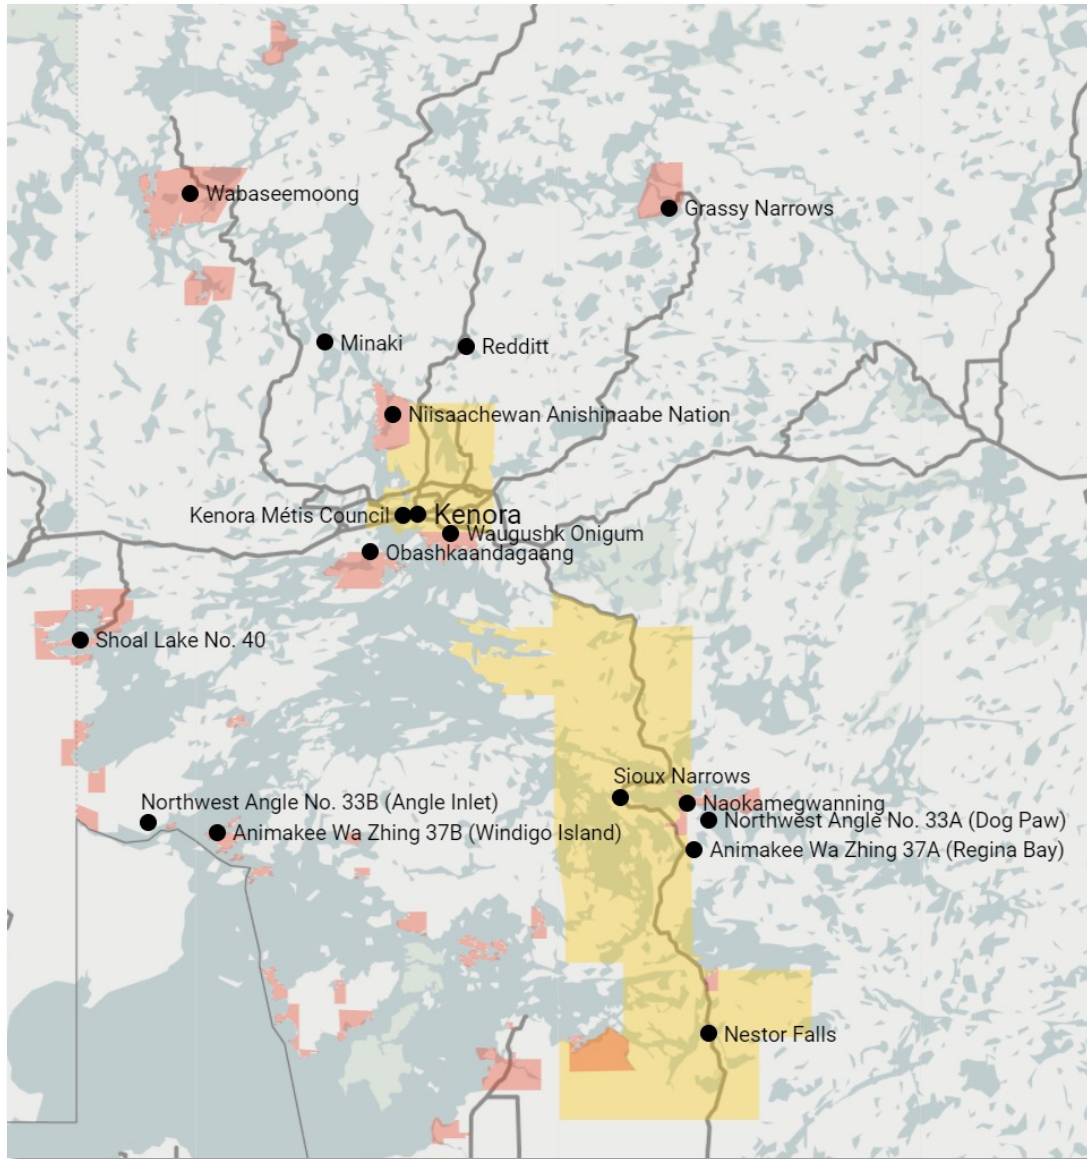 Wabaseemoong
Grassy Narrows
Minaki
Redditt
Niisaachewan Anishinaabe Nation
Kenora Métis Council
Kenora
Waugushk Onigum
Obashkaandagaang
Shoal Lake No. 40
Sioux Narrows
Northwest Angle No. 33B (Angle Inlet)
Naokamegwanning
Northwest Angle No. 33A (Dog Paw)
Animakee Wa Zhing 37B (Windigo Island)
Animakee Wa Zhing 37A (Regina Bay)
Nestor Falls